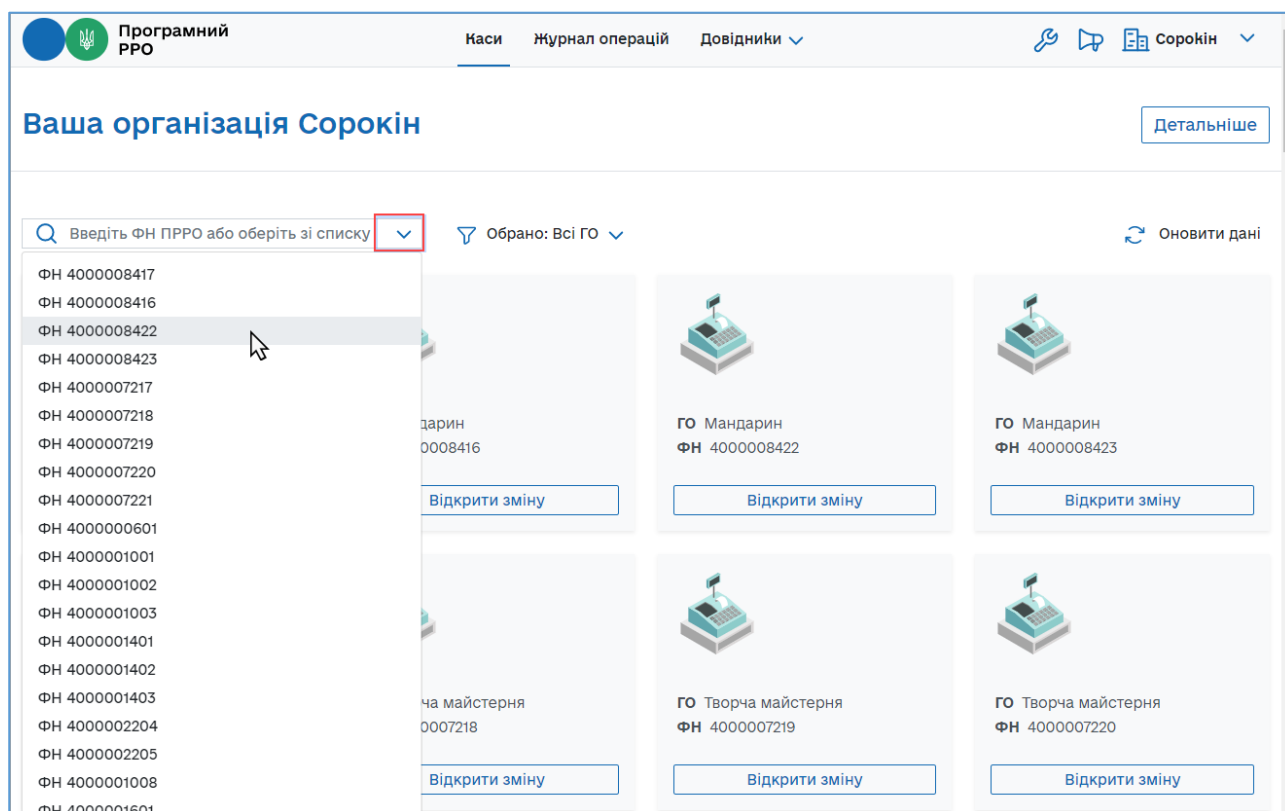 Програмний
РРО
Каси
Журнал операцій
Довідники
Сорокін
Ваша організація Сорокін
Детальніше
Введіть ФН ПРРО або оберіть зі списку
Обрано: Всі ГО
Оновити дані
ФН 4000008417
ФН 4000008416
ФН 4000008422
ФН 4000008423
ФН 4000007217
ФН 4000007218
ФН 4000007219
ФН 4000007220
ФН 4000007221
ФН 4000000601
ФН 4000001001
ФН 4000001002
ФН 4000001003
ФН 4000001401
ФН 4000001402
ФН 4000001403
ФН 4000002204
ФН 4000002205
ФН 4000001008
ФН 4000001601
дарин
0008416
Відкрити зміну
ГО Мандарин
ФН 4000008422
Відкрити зміну
ГО Мандарин
ФН 4000008423
Відкрити зміну
ча майстерня
0007218
Відкрити зміну
ГО Творча майстерня
ФН 4000007219
Відкрити зміну
ГО Творча майстерня
ФН 4000007220
Відкрити зміну